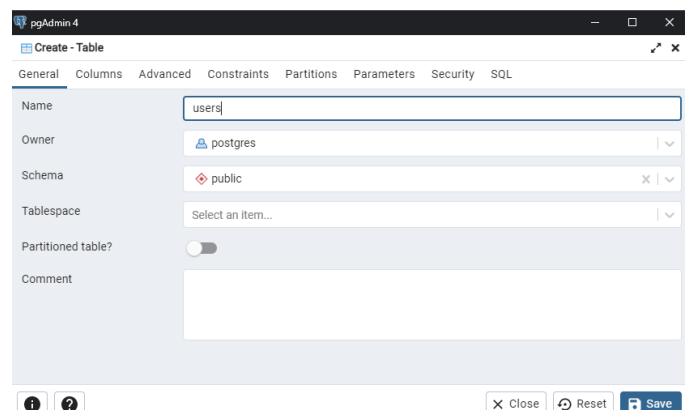 pgAdmin 4
Create - Table
General Columns Advanced Constraints Partitions Parameters Security SQL
Name users
Owner postgres
Schema public
Tablespace Select an item...
Partitioned table?
Comment
Close Reset Save